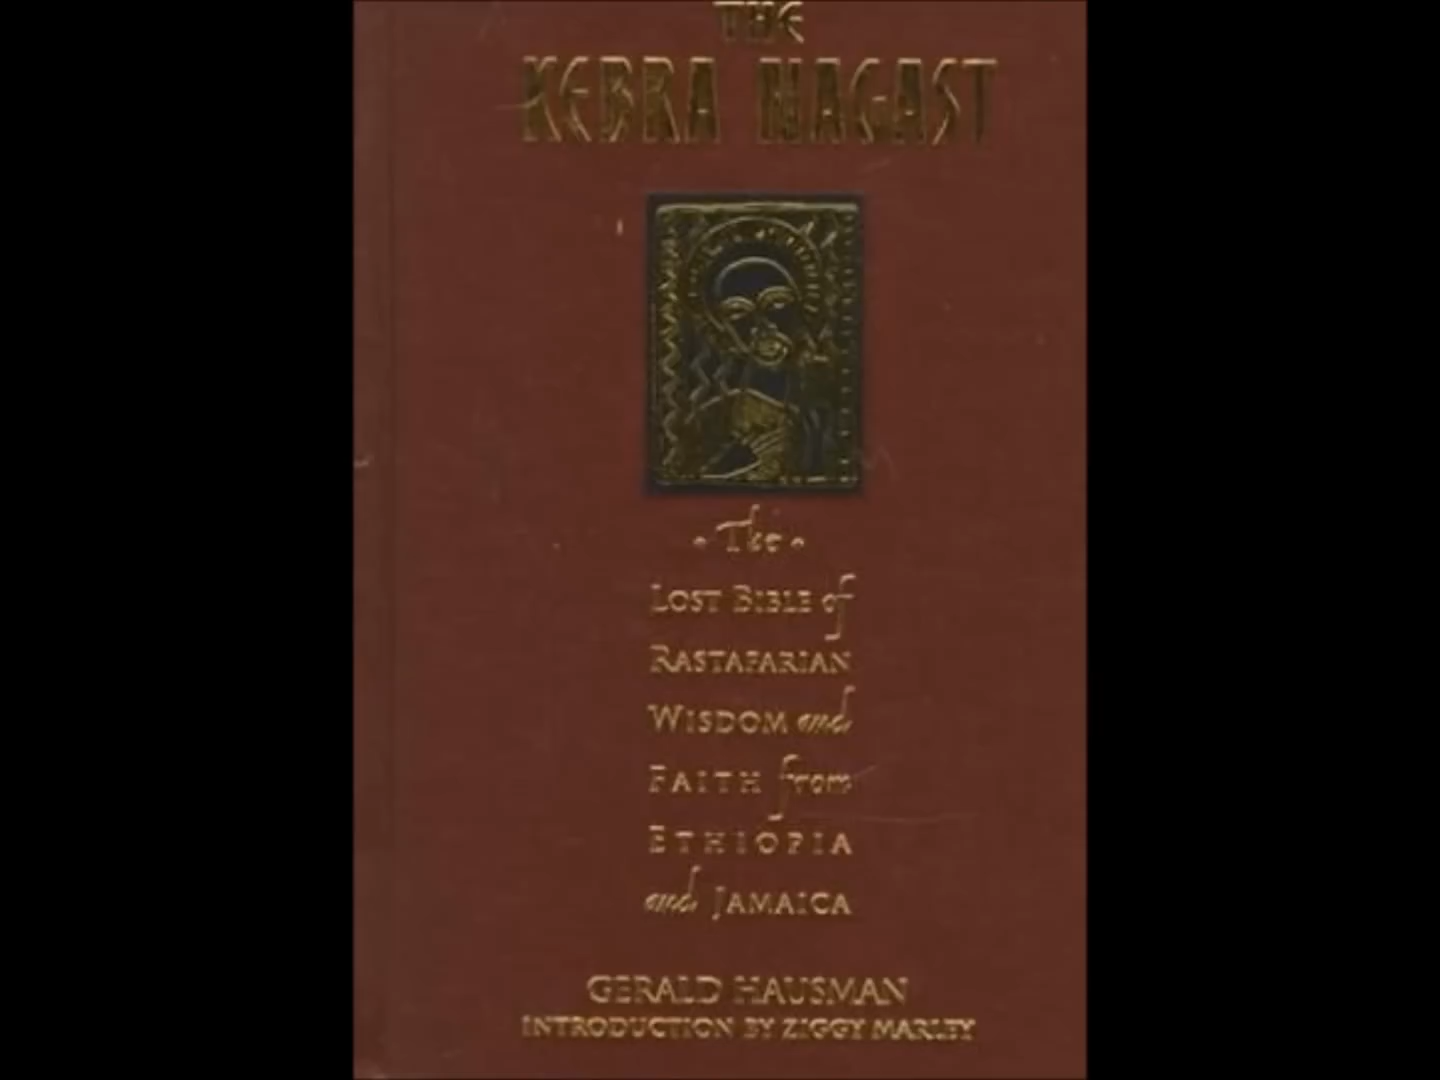 THE
KEBRA NAGAST
• The •
LOST BIBLE of
RASTAFARIAN
WISDOM and
FAITH from
ETHIOPIA
and JAMAICA
GERALD HAUSMAN
INTRODUCTION BY ZIGGY MARLEY